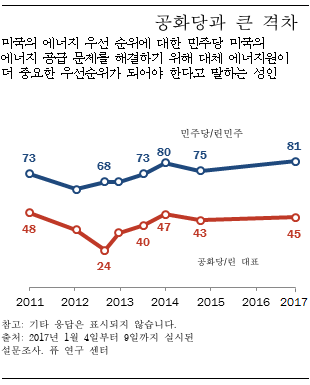 공화당과 큰 격차
미국의 에너지 우선 순위에 대한 민주당 미국의
에너지 공급 문제를 해결하기 위해 대체 에너지원이
더 중요한 우선순위가 되어야 한다고 말하는 성인
민주당/린민주
73 68 73 80 75 81
48 24 40 47 43 45
공화당/린 대표
2011 2012 2013 2014 2015 2016 2017
참고: 기타 응답은 표시되지 않습니다.
출처: 2017년 1월 4일부터 9일까지 실시된
설문조사. 퓨 연구 센터